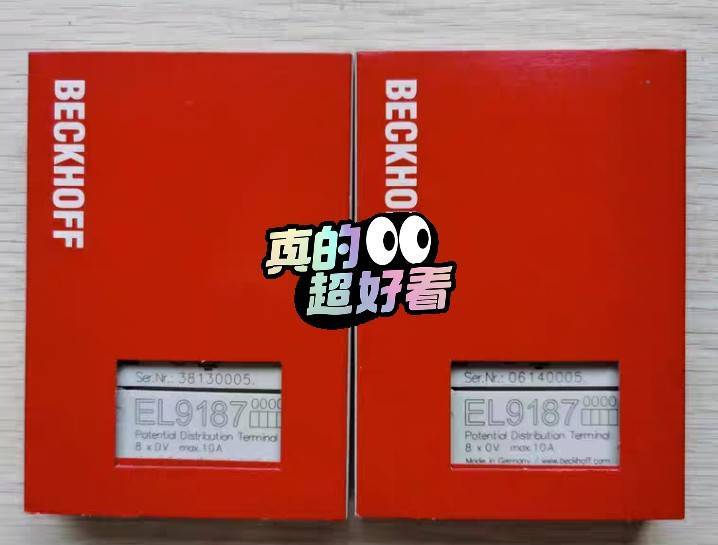 BECKHOFF
Ser.Nr.: 38130005.
EL9187 0000
Potential Distribution Terminal
8 x 0V max.10A
BECKHO
Ser.Nr.: 06140005.
EL9187 0000
Potential Distribution Terminal
8 x 0V max.10A
Made in Germany / www.beckhoff.com
真的
超好看